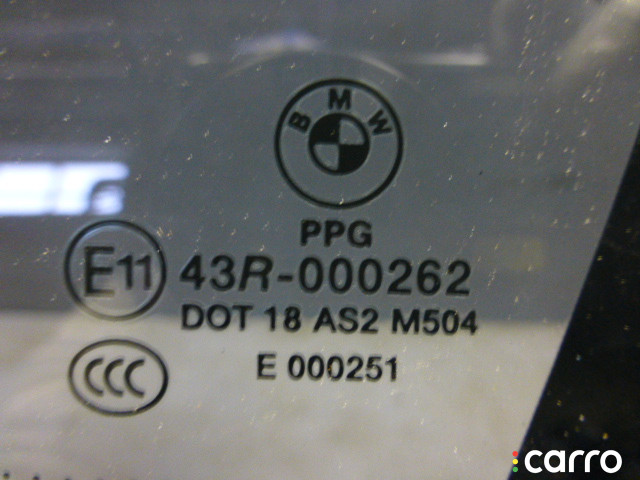 BMW
PPG
E11 43R-000262
DOT 18 AS2 M504
CCC E 000251
carro